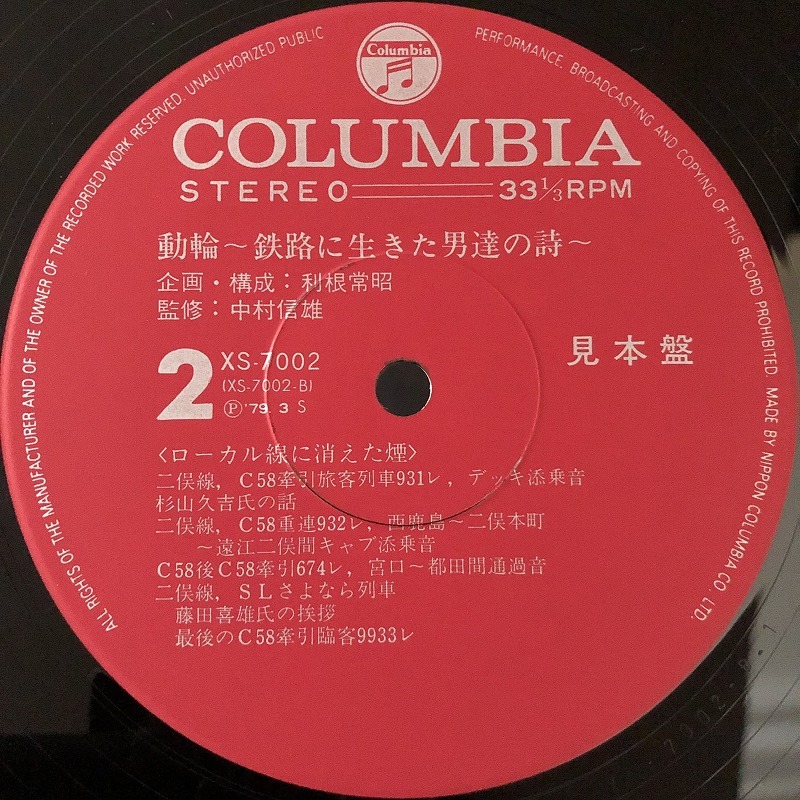 ALL RIGHTS OF THE MANUFACTURER AND OF THE OWNER OF THE RECORDED WORK RESERVED. UNAUTHORIZED PUBLIC PERFORMANCE. BROADCASTING AND COPYING OF THIS RECORD PROHIBITED. MADE BY NIPPON COLUMBIA CO. LTD.
Columbia
COLUMBIA
STEREO 33 1/3 RPM
動輪～鉄路に生きた男達の詩～
企画・構成：利根常昭
監修：中村信雄
見本盤
2 XS-7002
(XS-7002-B)
Ⓟ'79.3 S
〈ローカル線に消えた煙〉
二俣線，C58牽引旅客列車931レ，デッキ添乗音
杉山久吉氏の話
二俣線，C58重連932レ，西鹿島～二俣本町
～遠江二俣間キャブ添乗音
C58後C58牽引674レ，宮口～都田間通過音
二俣線，SLさよなら列車
藤田喜雄氏の挨拶
最後のC58牽引臨客9933レ